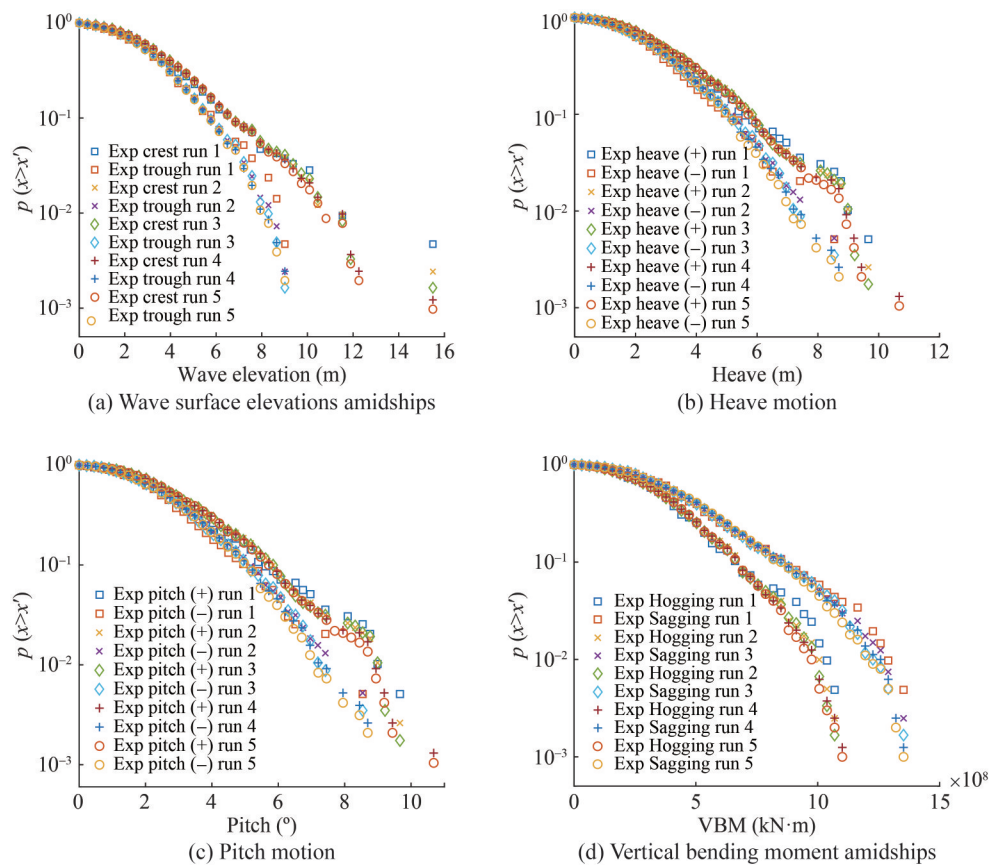 10⁰
10⁻¹
10⁻²
10⁻³
p (x>x′)
Exp crest run 1
Exp trough run 1
Exp crest run 2
Exp trough run 2
Exp crest run 3
Exp trough run 3
Exp crest run 4
Exp trough run 4
Exp crest run 5
Exp trough run 5
0 2 4 6 8 10 12 14 16
Wave elevation (m)
(a) Wave surface elevations amidships
10⁰
10⁻¹
10⁻²
10⁻³
p (x>x′)
Exp heave (+) run 1
Exp heave (−) run 1
Exp heave (+) run 2
Exp heave (−) run 2
Exp heave (+) run 3
Exp heave (−) run 3
Exp heave (+) run 4
Exp heave (−) run 4
Exp heave (+) run 5
Exp heave (−) run 5
0 2 4 6 8 10 12
Heave (m)
(b) Heave motion
10⁰
10⁻¹
10⁻²
10⁻³
p (x>x′)
Exp pitch (+) run 1
Exp pitch (−) run 1
Exp pitch (+) run 2
Exp pitch (−) run 2
Exp pitch (+) run 3
Exp pitch (−) run 3
Exp pitch (+) run 4
Exp pitch (−) run 4
Exp pitch (+) run 5
Exp pitch (−) run 5
0 2 4 6 8 10
Pitch (º)
(c) Pitch motion
10⁰
10⁻¹
10⁻²
10⁻³
p (x>x′)
Exp Hogging run 1
Exp Sagging run 1
Exp Hogging run 2
Exp Sagging run 3
Exp Hogging run 2
Exp Sagging run 3
Exp Hogging run 4
Exp Sagging run 4
Exp Hogging run 5
Exp Sagging run 5
×10⁸
0 5 10 15
VBM (kN·m)
(d) Vertical bending moment amidships